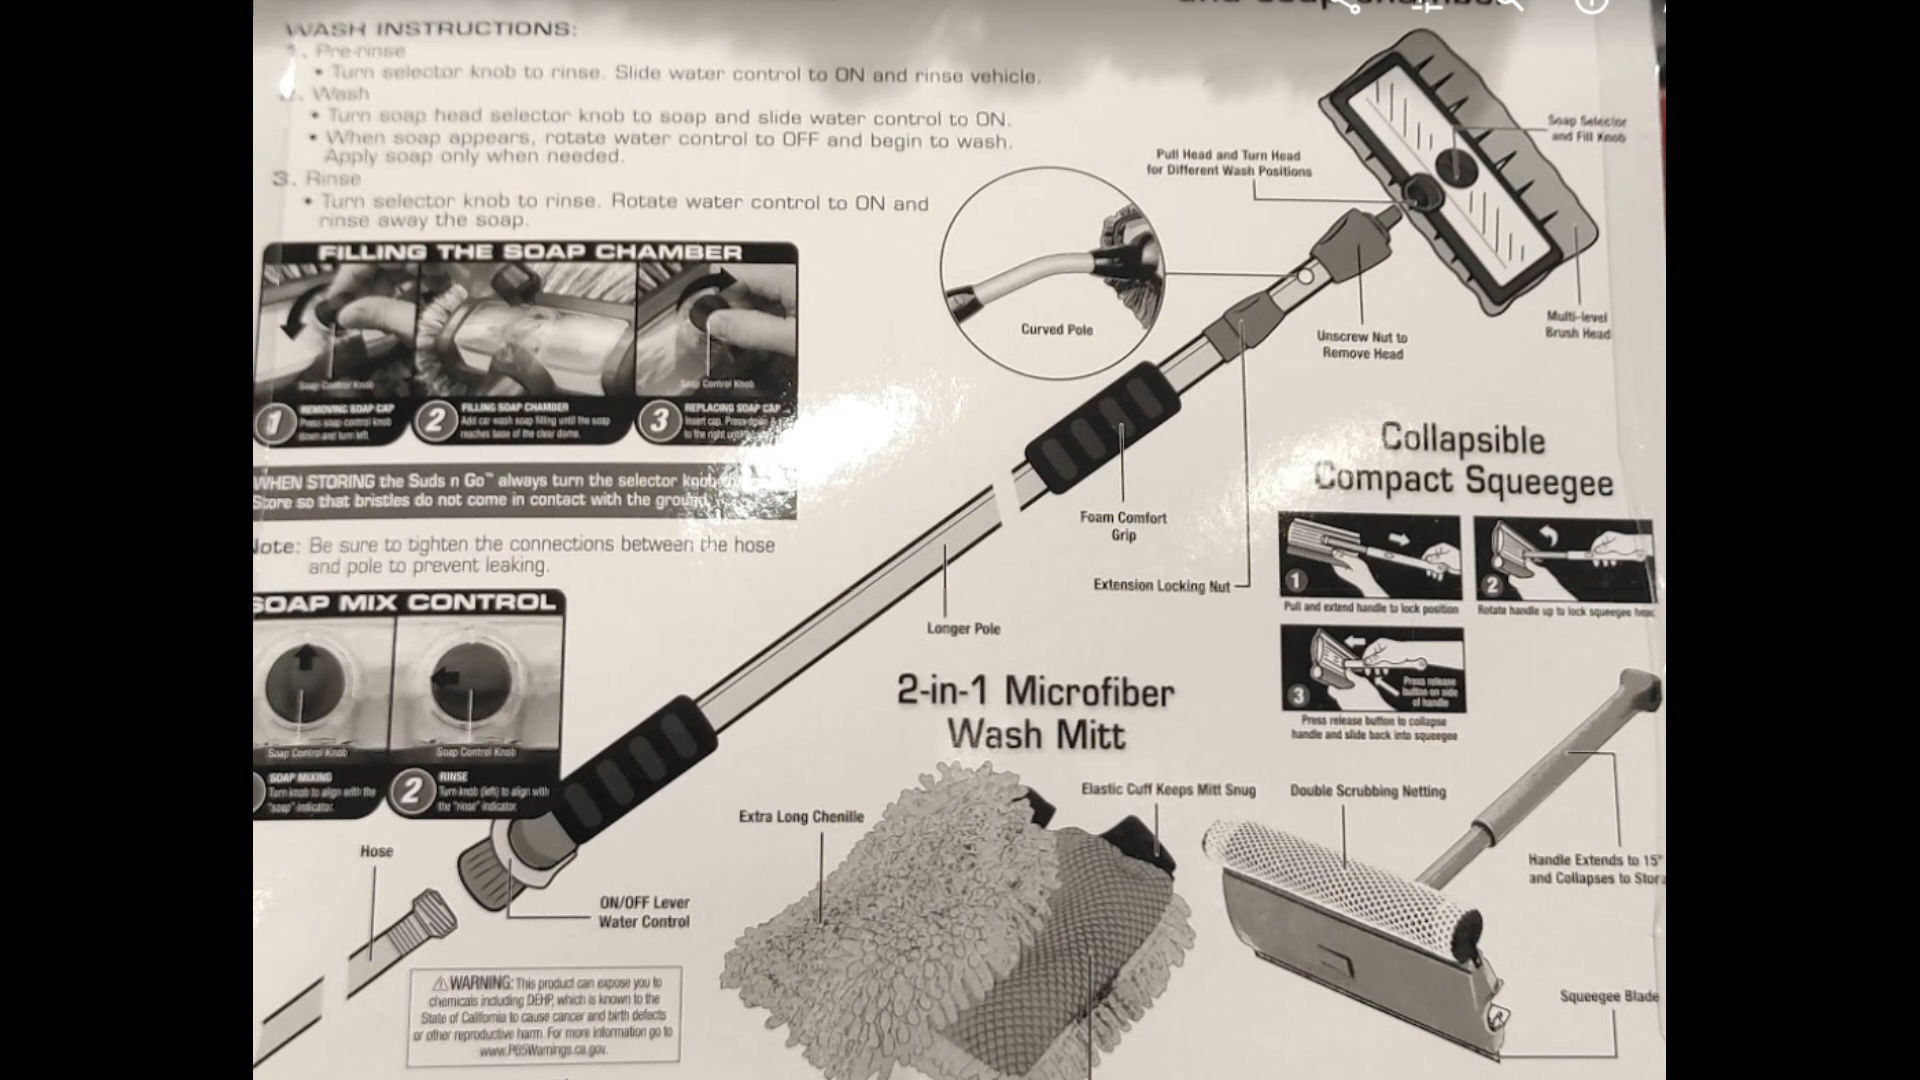 WASH INSTRUCTIONS:
1. Pre-rinse
• Turn selector knob to rinse. Slide water control to ON and rinse vehicle.
2. Wash
• Turn soap head selector knob to soap and slide water control to ON.
• When soap appears, rotate water control to OFF and begin to wash.
Apply soap only when needed.
3. Rinse
• Turn selector knob to rinse. Rotate water control to ON and
rinse away the soap.
FILLING THE SOAP CHAMBER
Soap Control Knob
Soap Control Knob
1 REMOVING SOAP CAP
Press soap control knob
down and turn left.
2 FILLING SOAP CHAMBER
Add car wash soap filling until the soap
reaches base of the clear dome.
3 REPLACING SOAP CAP
Insert cap. Press down &
to the right
WHEN STORING the Suds n Go™ always turn the selector knob
Store so that bristles do not come in contact with the ground.
Note: Be sure to tighten the connections between the hose
and pole to prevent leaking.
SOAP MIX CONTROL
Soap Control Knob
Soap Control Knob
SOAP MIXING
Turn knob to align with the
"soap" indicator.
2 RINSE
Turn knob (left) to align with
the "rinse" indicator.
Hose
ON/OFF Lever
Water Control
⚠WARNING: This product can expose you to
chemicals including DEHP, which is known to the
State of California to cause cancer and birth defects
or other reproductive harm. For more information go to
www.P65Warnings.ca.gov.
Pull Head and Turn Head
for Different Wash Positions
Soap Selector
and Fill Knob
Curved Pole
Unscrew Nut to
Remove Head
Multi-level
Brush Head
Foam Comfort
Grip
Extension Locking Nut
Longer Pole
Collapsible
Compact Squeegee
1
Pull and extend handle to lock position
2
Rotate handle up to lock squeegee head
3
Press release
button on side
of handle
Press release button to collapse
handle and slide back into squeegee
2-in-1 Microfiber
Wash Mitt
Extra Long Chenille
Elastic Cuff Keeps Mitt Snug
Double Scrubbing Netting
Handle Extends to 15"
and Collapses to Store
Squeegee Blade